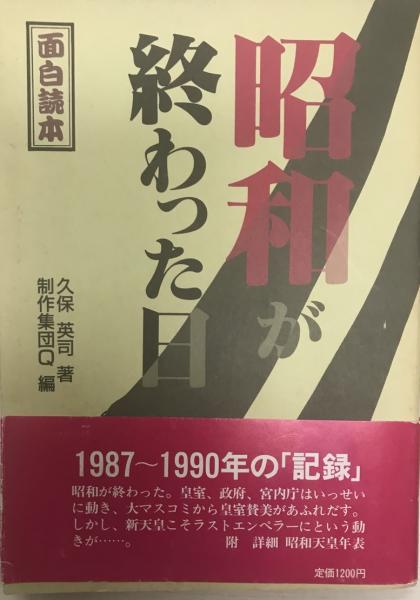 昭和が
終わった日
面白読本
久保 英司 著
制作集団Q 編
1987〜1990年の「記録」
昭和が終わった。皇室、政府、宮内庁はいっせい
に動き、大マスコミから皇室賛美があふれだす。
しかし、新天皇こそラストエンペラーにという動
きが……。 附 詳細 昭和天皇年表
定価1200円